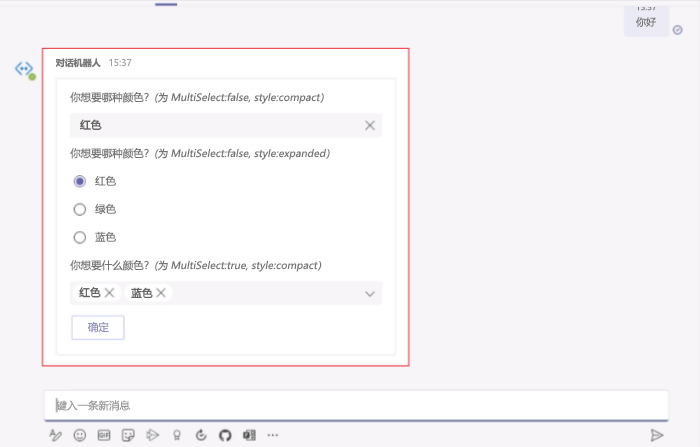 15:37
你好
对话机器人 15:37
你想要哪种颜色？(为 MultiSelect:false, style:compact)
红色
你想要哪种颜色？(为 MultiSelect:false, style:expanded)
红色
绿色
蓝色
你想要什么颜色？(为 MultiSelect:true, style:compact)
红色 蓝色
确定
键入一条新消息
GIF